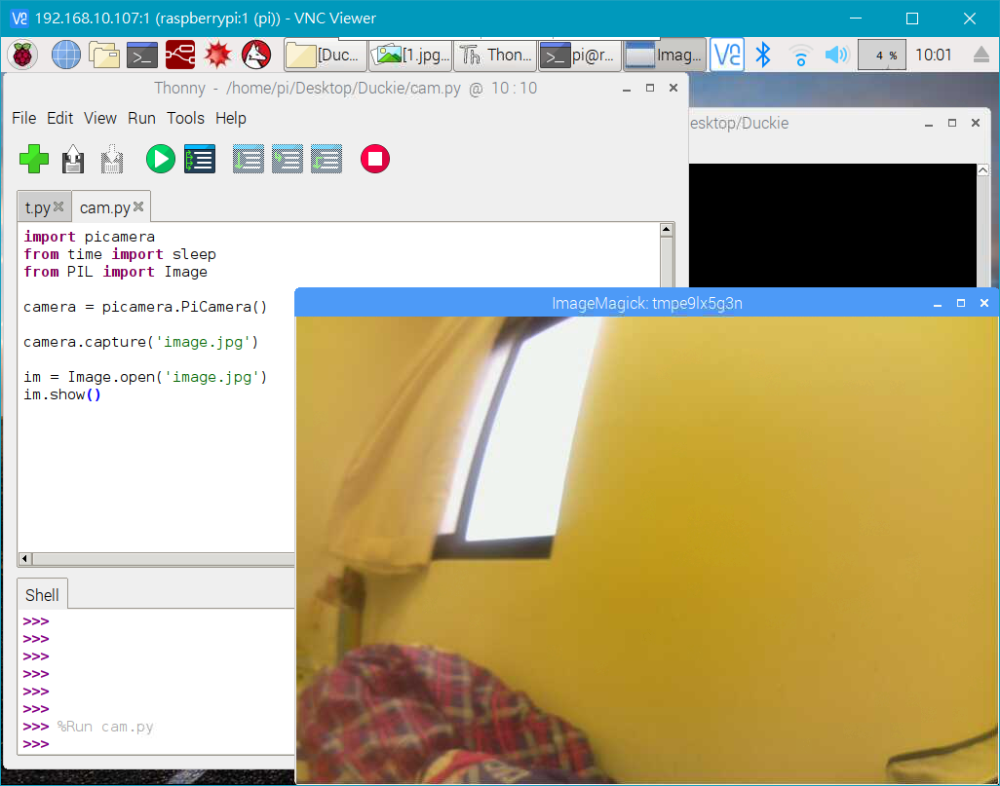 192.168.10.107:1 (raspberrypi:1 (pi)) - VNC Viewer
[Duc... [1.jpg... Thon... pi@r... Imag... 4 % 10:01
Thonny - /home/pi/Desktop/Duckie/cam.py @ 10:10
File Edit View Run Tools Help
esktop/Duckie
t.py cam.py
import picamera
from time import sleep
from PIL import Image
camera = picamera.PiCamera()
camera.capture('image.jpg')
im = Image.open('image.jpg')
im.show()
ImageMagick: tmpe9lx5g3n
Shell
>>>
>>>
>>>
>>>
>>>
>>>
>>> %Run cam.py
>>>